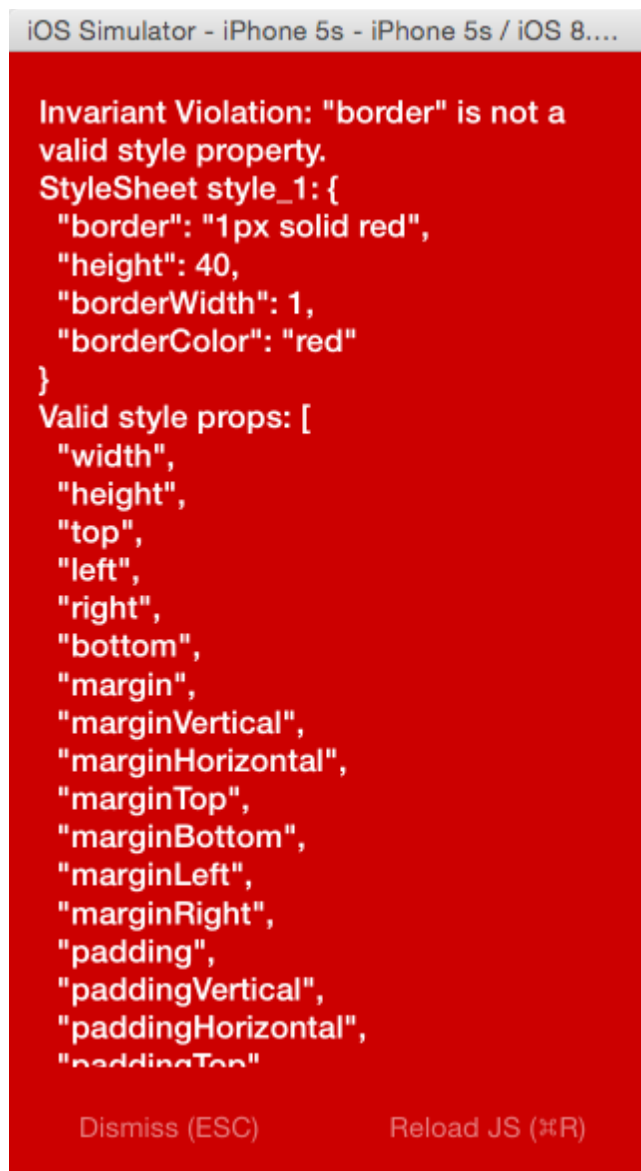 iOS Simulator - iPhone 5s - iPhone 5s / iOS 8....
Invariant Violation: "border" is not a
valid style property.
StyleSheet style_1: {
"border": "1px solid red",
"height": 40,
"borderWidth": 1,
"borderColor": "red"
}
Valid style props: [
"width",
"height",
"top",
"left",
"right",
"bottom",
"margin",
"marginVertical",
"marginHorizontal",
"marginTop",
"marginBottom",
"marginLeft",
"marginRight",
"padding",
"paddingVertical",
"paddingHorizontal",
"paddingTop"
Dismiss (ESC)
Reload JS (⌘R)